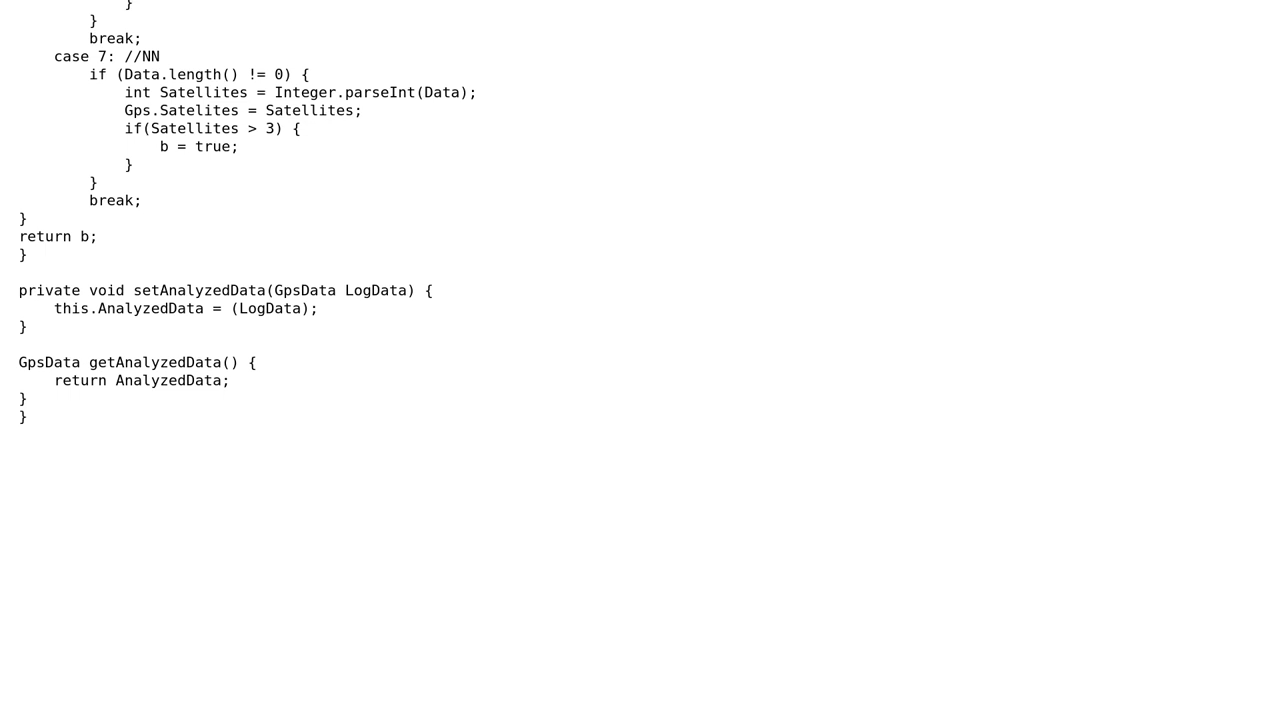 }
        }
        break;
    case 7: //NN
        if (Data.length() != 0) {
            int Satellites = Integer.parseInt(Data);
            Gps.Satelites = Satellites;
            if(Satellites > 3) {
                b = true;
            }
        }
        break;
}
return b;
}

private void setAnalyzedData(GpsData LogData) {
    this.AnalyzedData = (LogData);
}

GpsData getAnalyzedData() {
    return AnalyzedData;
}
}